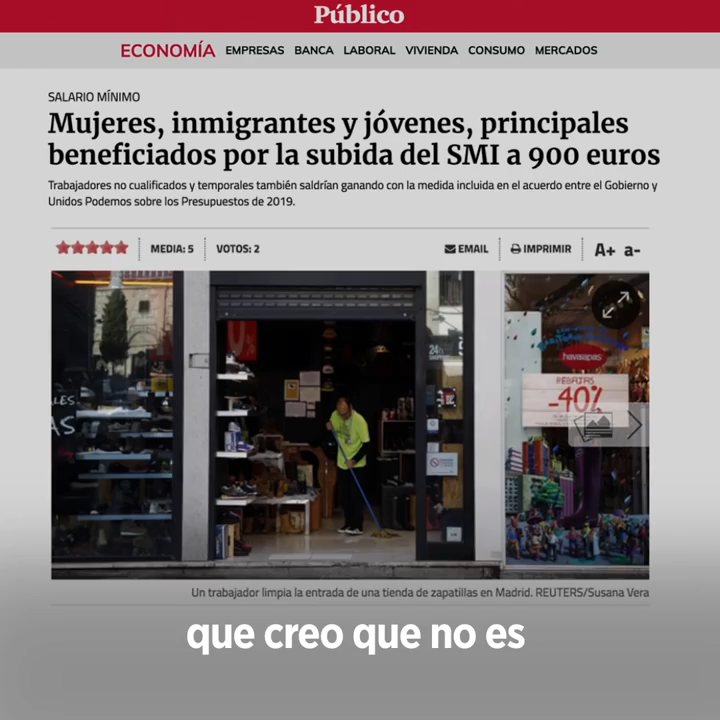 Público
ECONOMÍA EMPRESAS BANCA LABORAL VIVIENDA CONSUMO MERCADOS
SALARIO MÍNIMO
Mujeres, inmigrantes y jóvenes, principales
beneficiados por la subida del SMI a 900 euros
Trabajadores no cualificados y temporales también saldrían ganando con la medida incluida en el acuerdo entre el Gobierno y
Unidos Podemos sobre los Presupuestos de 2019.
MEDIA: 5 VOTOS: 2 EMAIL IMPRIMIR A+ a-
24h
havaianas
REBAJAS
-40%
Un trabajador limpia la entrada de una tienda de zapatillas en Madrid. REUTERS/Susana Vera
que creo que no es